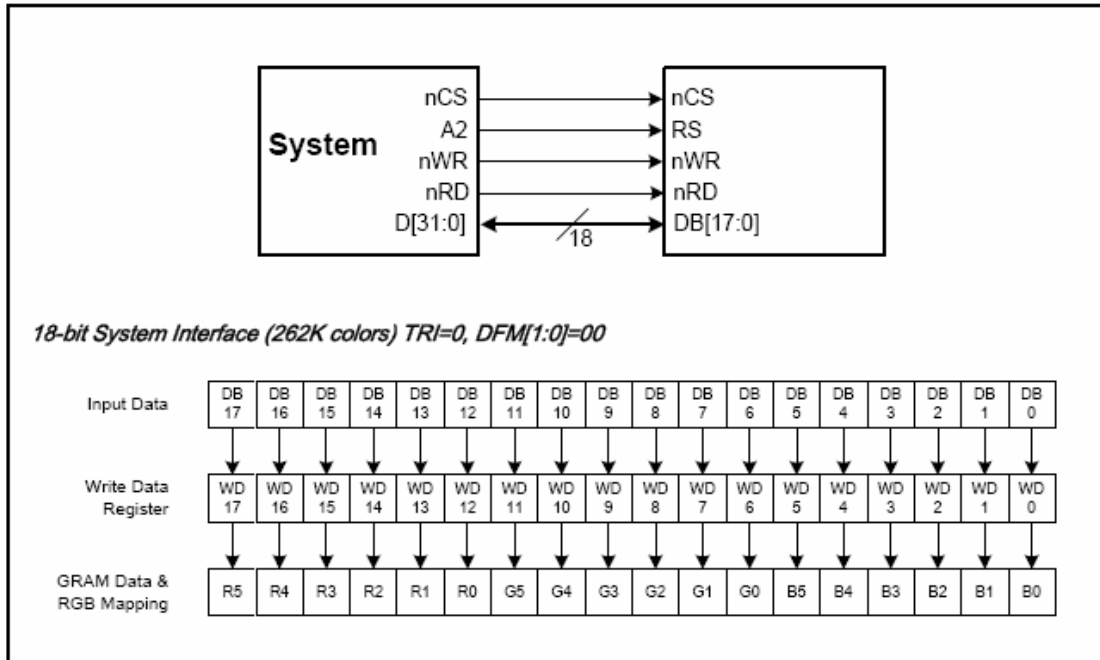 nCS nCS
A2 RS
System
nWR nWR
nRD nRD
D[31:0] DB[17:0]
18
18-bit System Interface (262K colors) TRI=0, DFM[1:0]=00
Input Data DB 17 DB 16 DB 15 DB 14 DB 13 DB 12 DB 11 DB 10 DB 9 DB 8 DB 7 DB 6 DB 5 DB 4 DB 3 DB 2 DB 1 DB 0
Write Data Register WD 17 WD 16 WD 15 WD 14 WD 13 WD 12 WD 11 WD 10 WD 9 WD 8 WD 7 WD 6 WD 5 WD 4 WD 3 WD 2 WD 1 WD 0
GRAM Data & RGB Mapping R5 R4 R3 R2 R1 R0 G5 G4 G3 G2 G1 G0 B5 B4 B3 B2 B1 B0